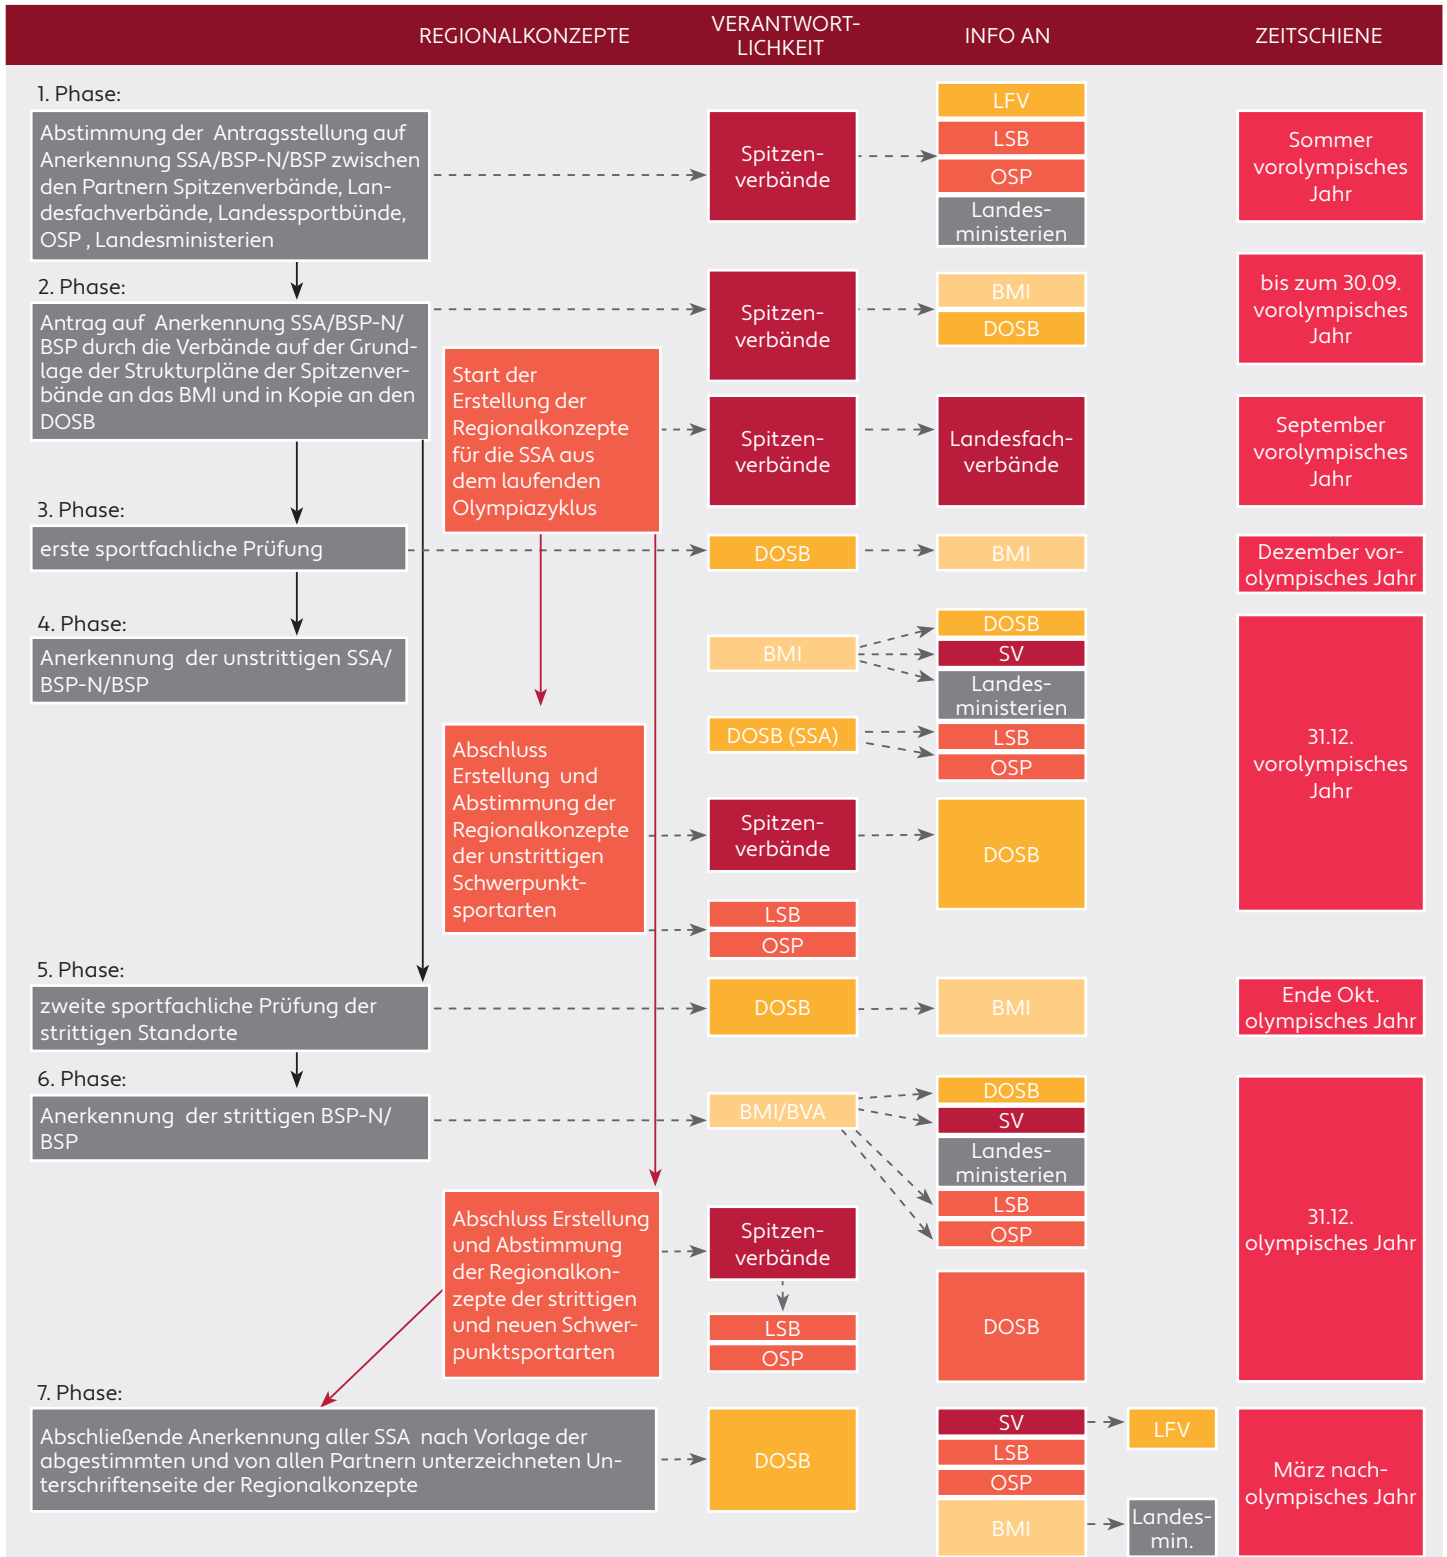 REGIONALKONZEPTE
VERANTWORT-
LICHKEIT
INFO AN
ZEITSCHIENE
1. Phase:
Abstimmung der Antragsstellung auf
Anerkennung SSA/BSP-N/BSP zwischen
den Partnern Spitzenverbände, Lan-
desfachverbände, Landessportbünde,
OSP , Landesministerien
Spitzen-
verbände
LFV
LSB
OSP
Landes-
ministerien
Sommer
vorolympisches
Jahr
2. Phase:
Antrag auf Anerkennung SSA/BSP-N/
BSP durch die Verbände auf der Grund-
lage der Strukturpläne der Spitzenver-
bände an das BMI und in Kopie an den
DOSB
Spitzen-
verbände
BMI
DOSB
bis zum 30.09.
vorolympisches
Jahr
Start der
Erstellung der
Regionalkonzepte
für die SSA aus
dem laufenden
Olympiazyklus
Spitzen-
verbände
Landesfach-
verbände
September
vorolympisches
Jahr
3. Phase:
erste sportfachliche Prüfung
DOSB
BMI
Dezember vor-
olympisches Jahr
4. Phase:
Anerkennung der unstrittigen SSA/
BSP-N/BSP
BMI
DOSB
SV
Landes-
ministerien
DOSB (SSA)
LSB
OSP
31.12.
vorolympisches
Jahr
Abschluss
Erstellung und
Abstimmung der
Regionalkonzepte
der unstrittigen
Schwerpunkt-
sportarten
Spitzen-
verbände
DOSB
LSB
OSP
5. Phase:
zweite sportfachliche Prüfung der
strittigen Standorte
DOSB
BMI
Ende Okt.
olympisches Jahr
6. Phase:
Anerkennung der strittigen BSP-N/
BSP
BMI/BVA
DOSB
SV
Landes-
ministerien
LSB
OSP
31.12.
olympisches Jahr
Abschluss Erstellung
und Abstimmung
der Regionalkon-
zepte der strittigen
und neuen Schwer-
punktsportarten
Spitzen-
verbände
LSB
OSP
DOSB
7. Phase:
Abschließende Anerkennung aller SSA nach Vorlage der
abgestimmten und von allen Partnern unterzeichneten Un-
terschriftenseite der Regionalkonzepte
DOSB
SV
LFV
LSB
OSP
BMI
Landes-
min.
März nach-
olympisches Jahr